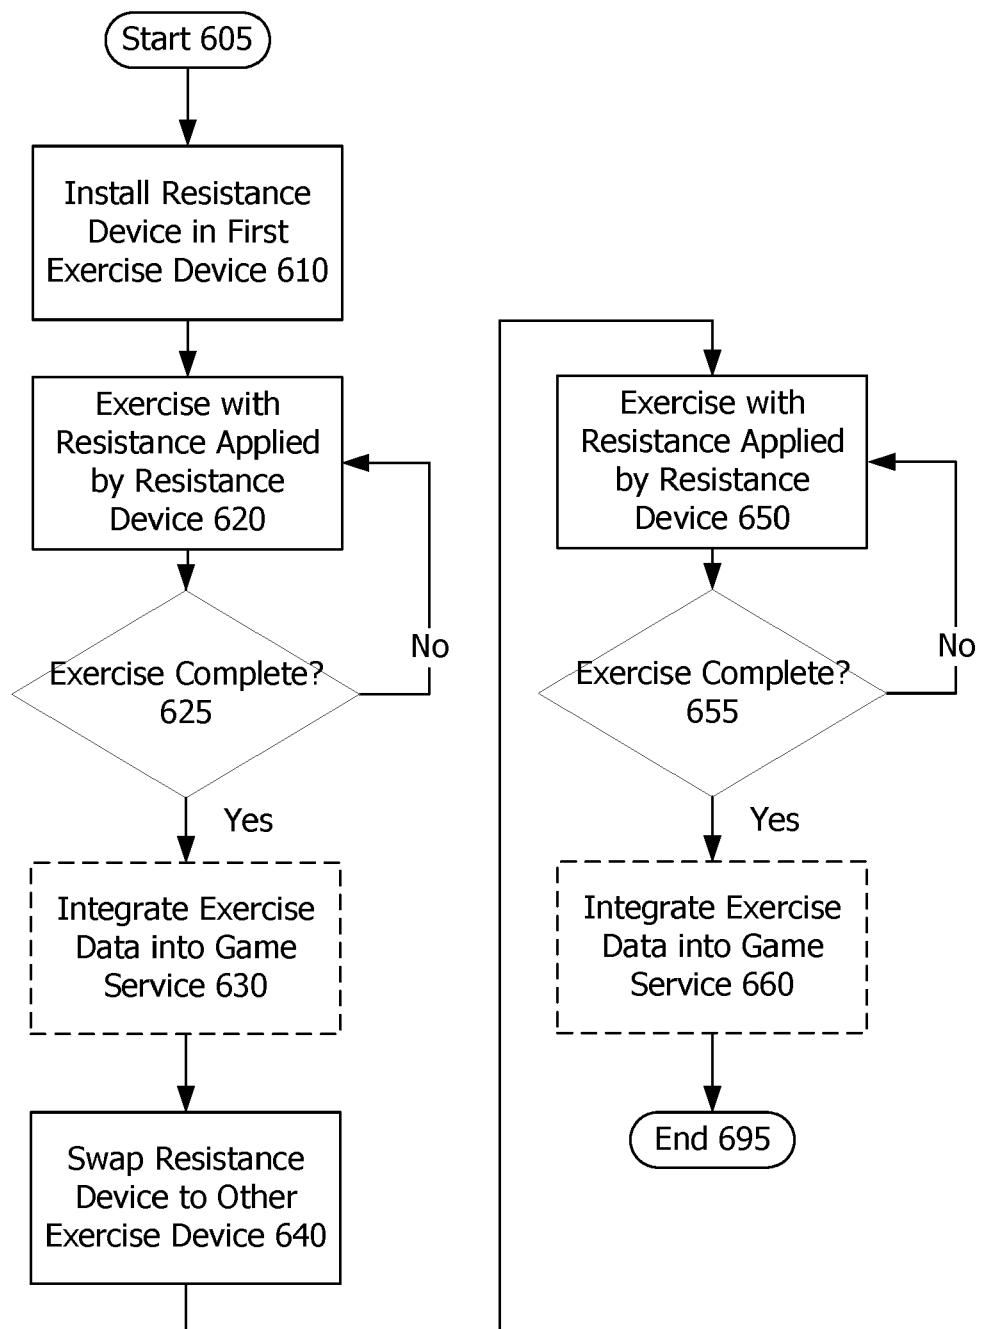 Start 605
Install Resistance
Device in First
Exercise Device 610
Exercise with
Resistance Applied
by Resistance
Device 620
No
Exercise Complete?
625
Yes
Integrate Exercise
Data into Game
Service 630
Swap Resistance
Device to Other
Exercise Device 640
Exercise with
Resistance Applied
by Resistance
Device 650
No
Exercise Complete?
655
Yes
Integrate Exercise
Data into Game
Service 660
End 695